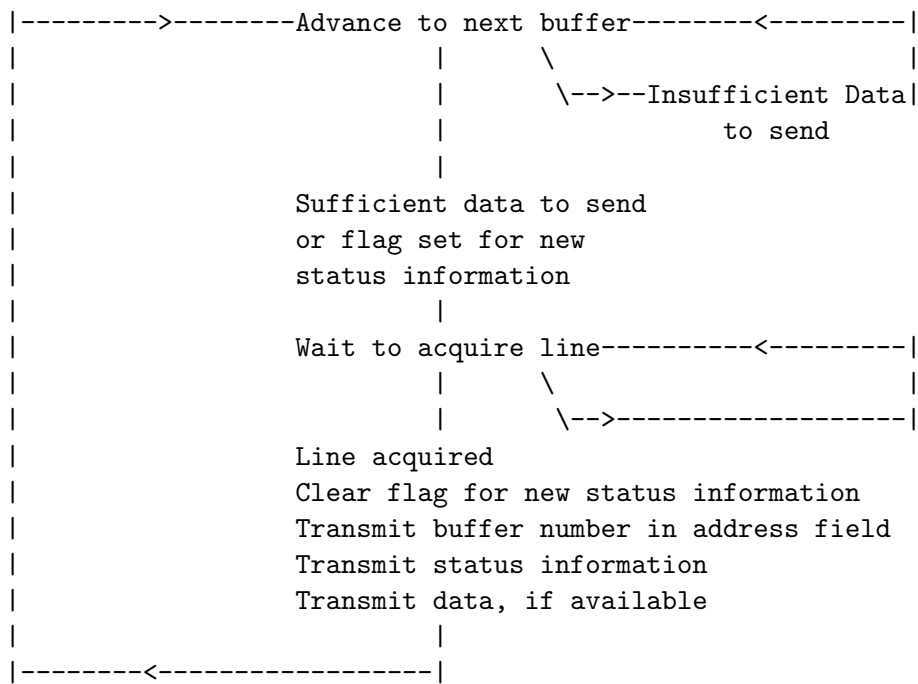 |--------->--------Advance to next buffer--------<---------|
|                           |      \                       |
|                           |       \-->--Insufficient Data|
|                           |                 to send
|                           |
|                  Sufficient data to send
|                  or flag set for new
|                  status information
|                           |
|                  Wait to acquire line----------<---------|
|                           |      \                       |
|                           |       \-->-------------------|
|                  Line acquired
|                  Clear flag for new status information
|                  Transmit buffer number in address field
|                  Transmit status information
|                  Transmit data, if available
|                           |
|--------<------------------|